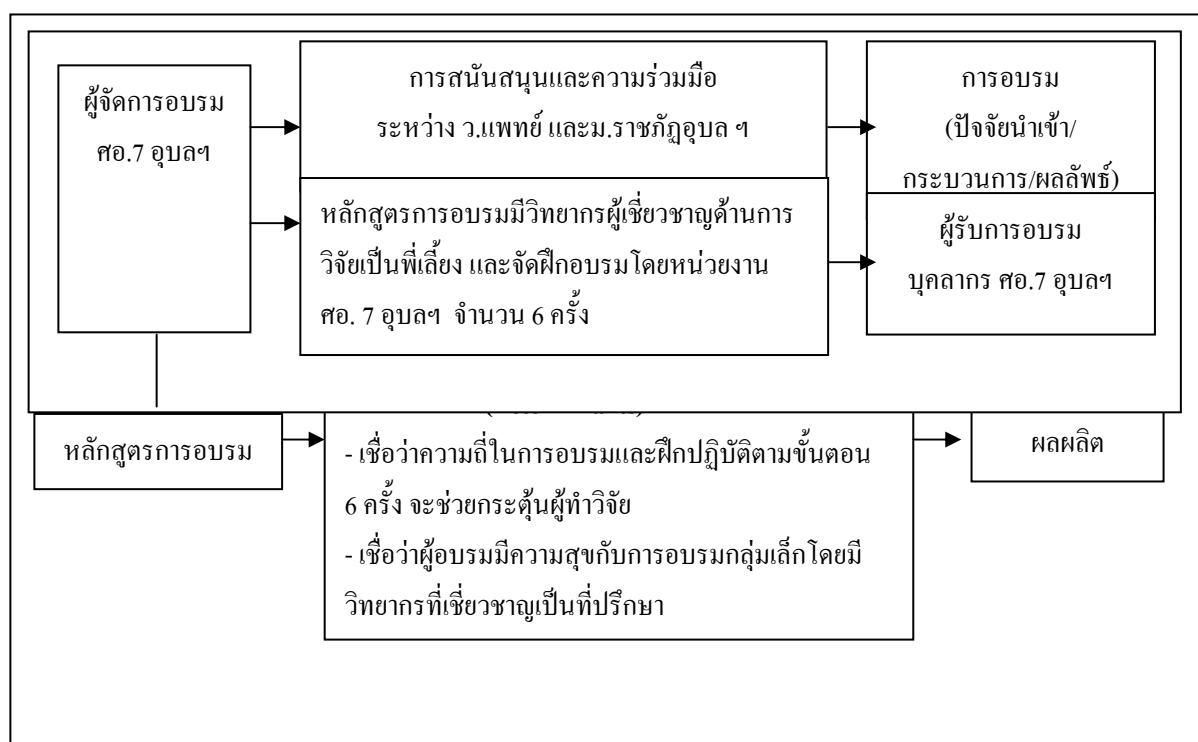 ผู้จัดการอบรม
ศอ.7 อุบลฯ
การสนันสนุนและความร่วมมือ
ระหว่าง ว.แพทย์ และม.ราชภัฏอุบล ฯ
การอบรม
(ปัจจัยนำเข้า/
กระบวนการ/ผลลัพธ์)
หลักสูตรการอบรมมีวิทยากรผู้เชี่ยวชาญด้านการ
วิจัยเป็นพี่เลี้ยง และจัดฝึกอบรมโดยหน่วยงาน
ศอ. 7 อุบลฯ จำนวน 6 ครั้ง
ผู้รับการอบรม
บุคลากร ศอ.7 อุบลฯ
หลักสูตรการอบรม
- เชื่อว่าความถี่ในการอบรมและฝึกปฏิบัติตามขั้นตอน
6 ครั้ง จะช่วยกระตุ้นผู้ทำวิจัย
- เชื่อว่าผู้อบรมมีความสุขกับการอบรมกลุ่มเล็กโดยมี
วิทยากรที่เชี่ยวชาญเป็นที่ปรึกษา
ผลผลิต